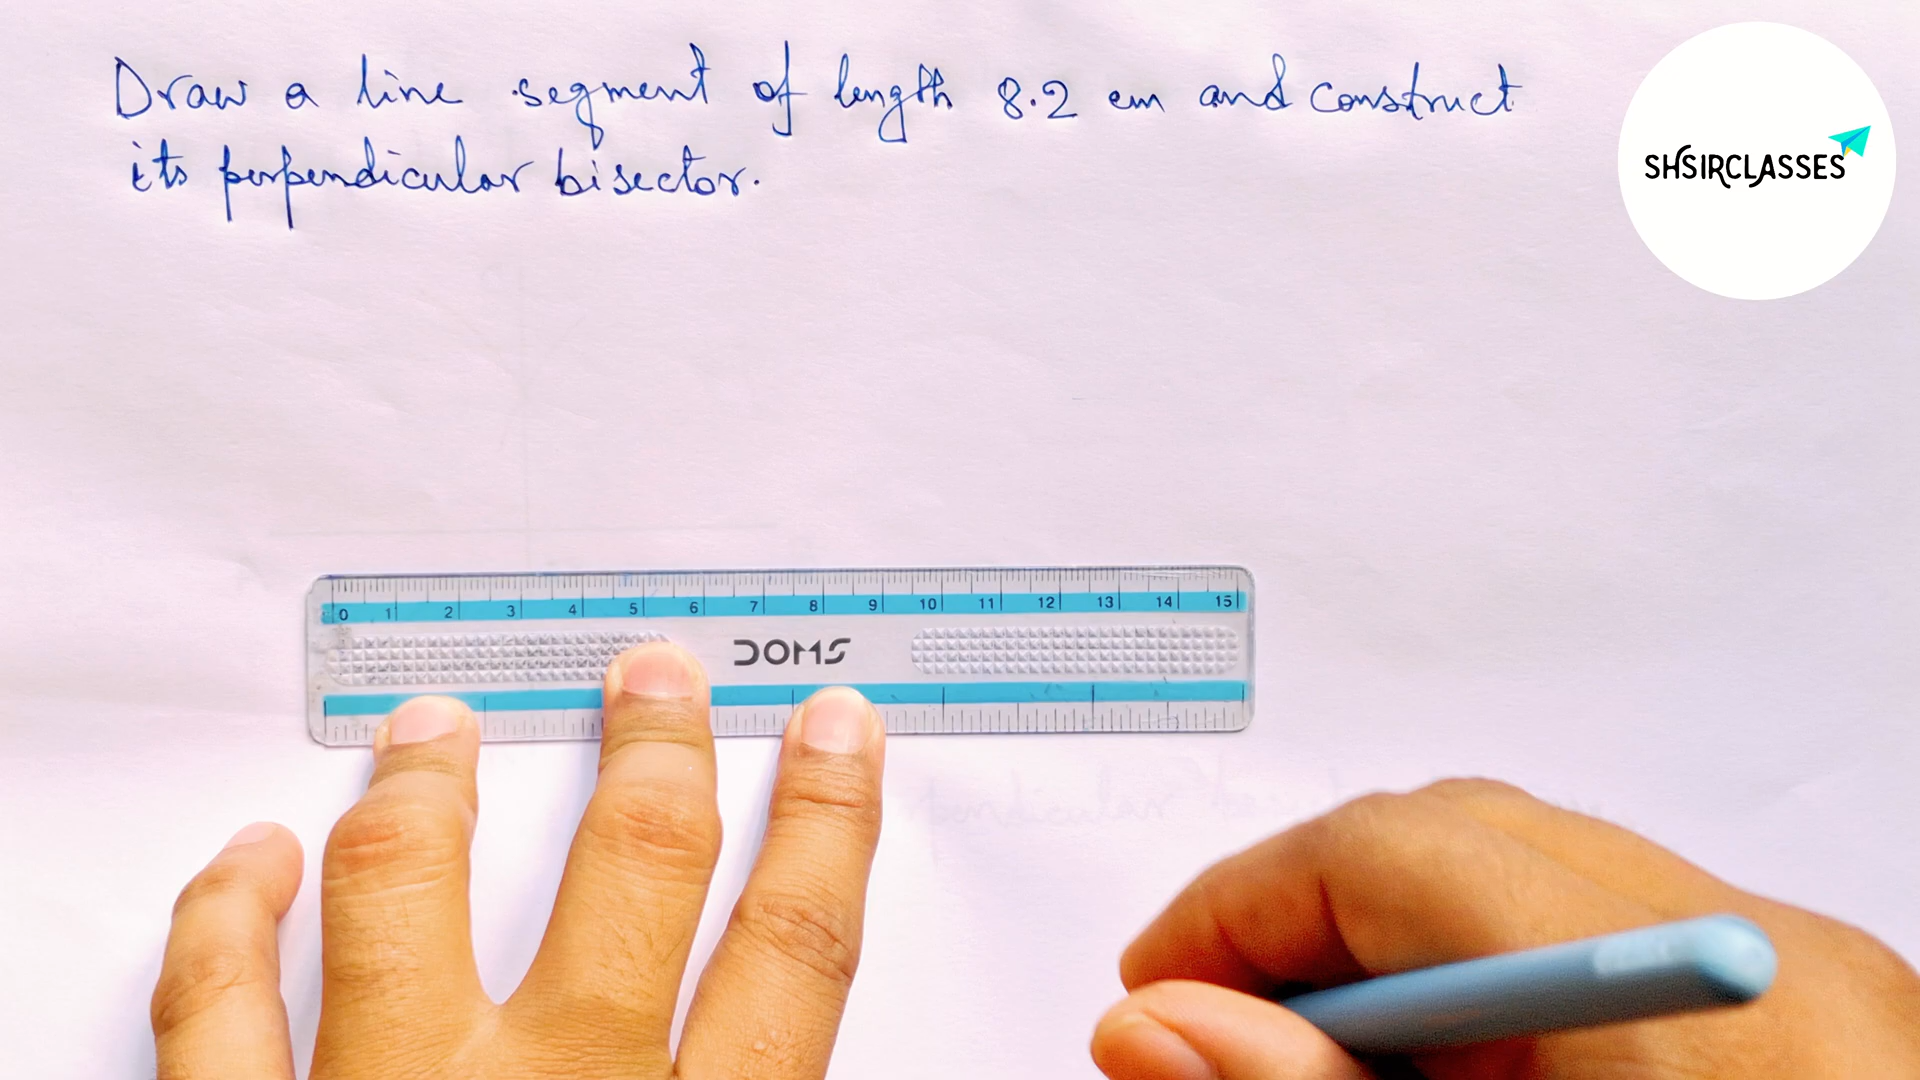 Draw a line segment of length 8.2 cm and construct
its perpendicular bisector.
SHSIRCLASSES
0 1 2 3 4 5 6 7 8 9 10 11 12 13 14 15
DOMS